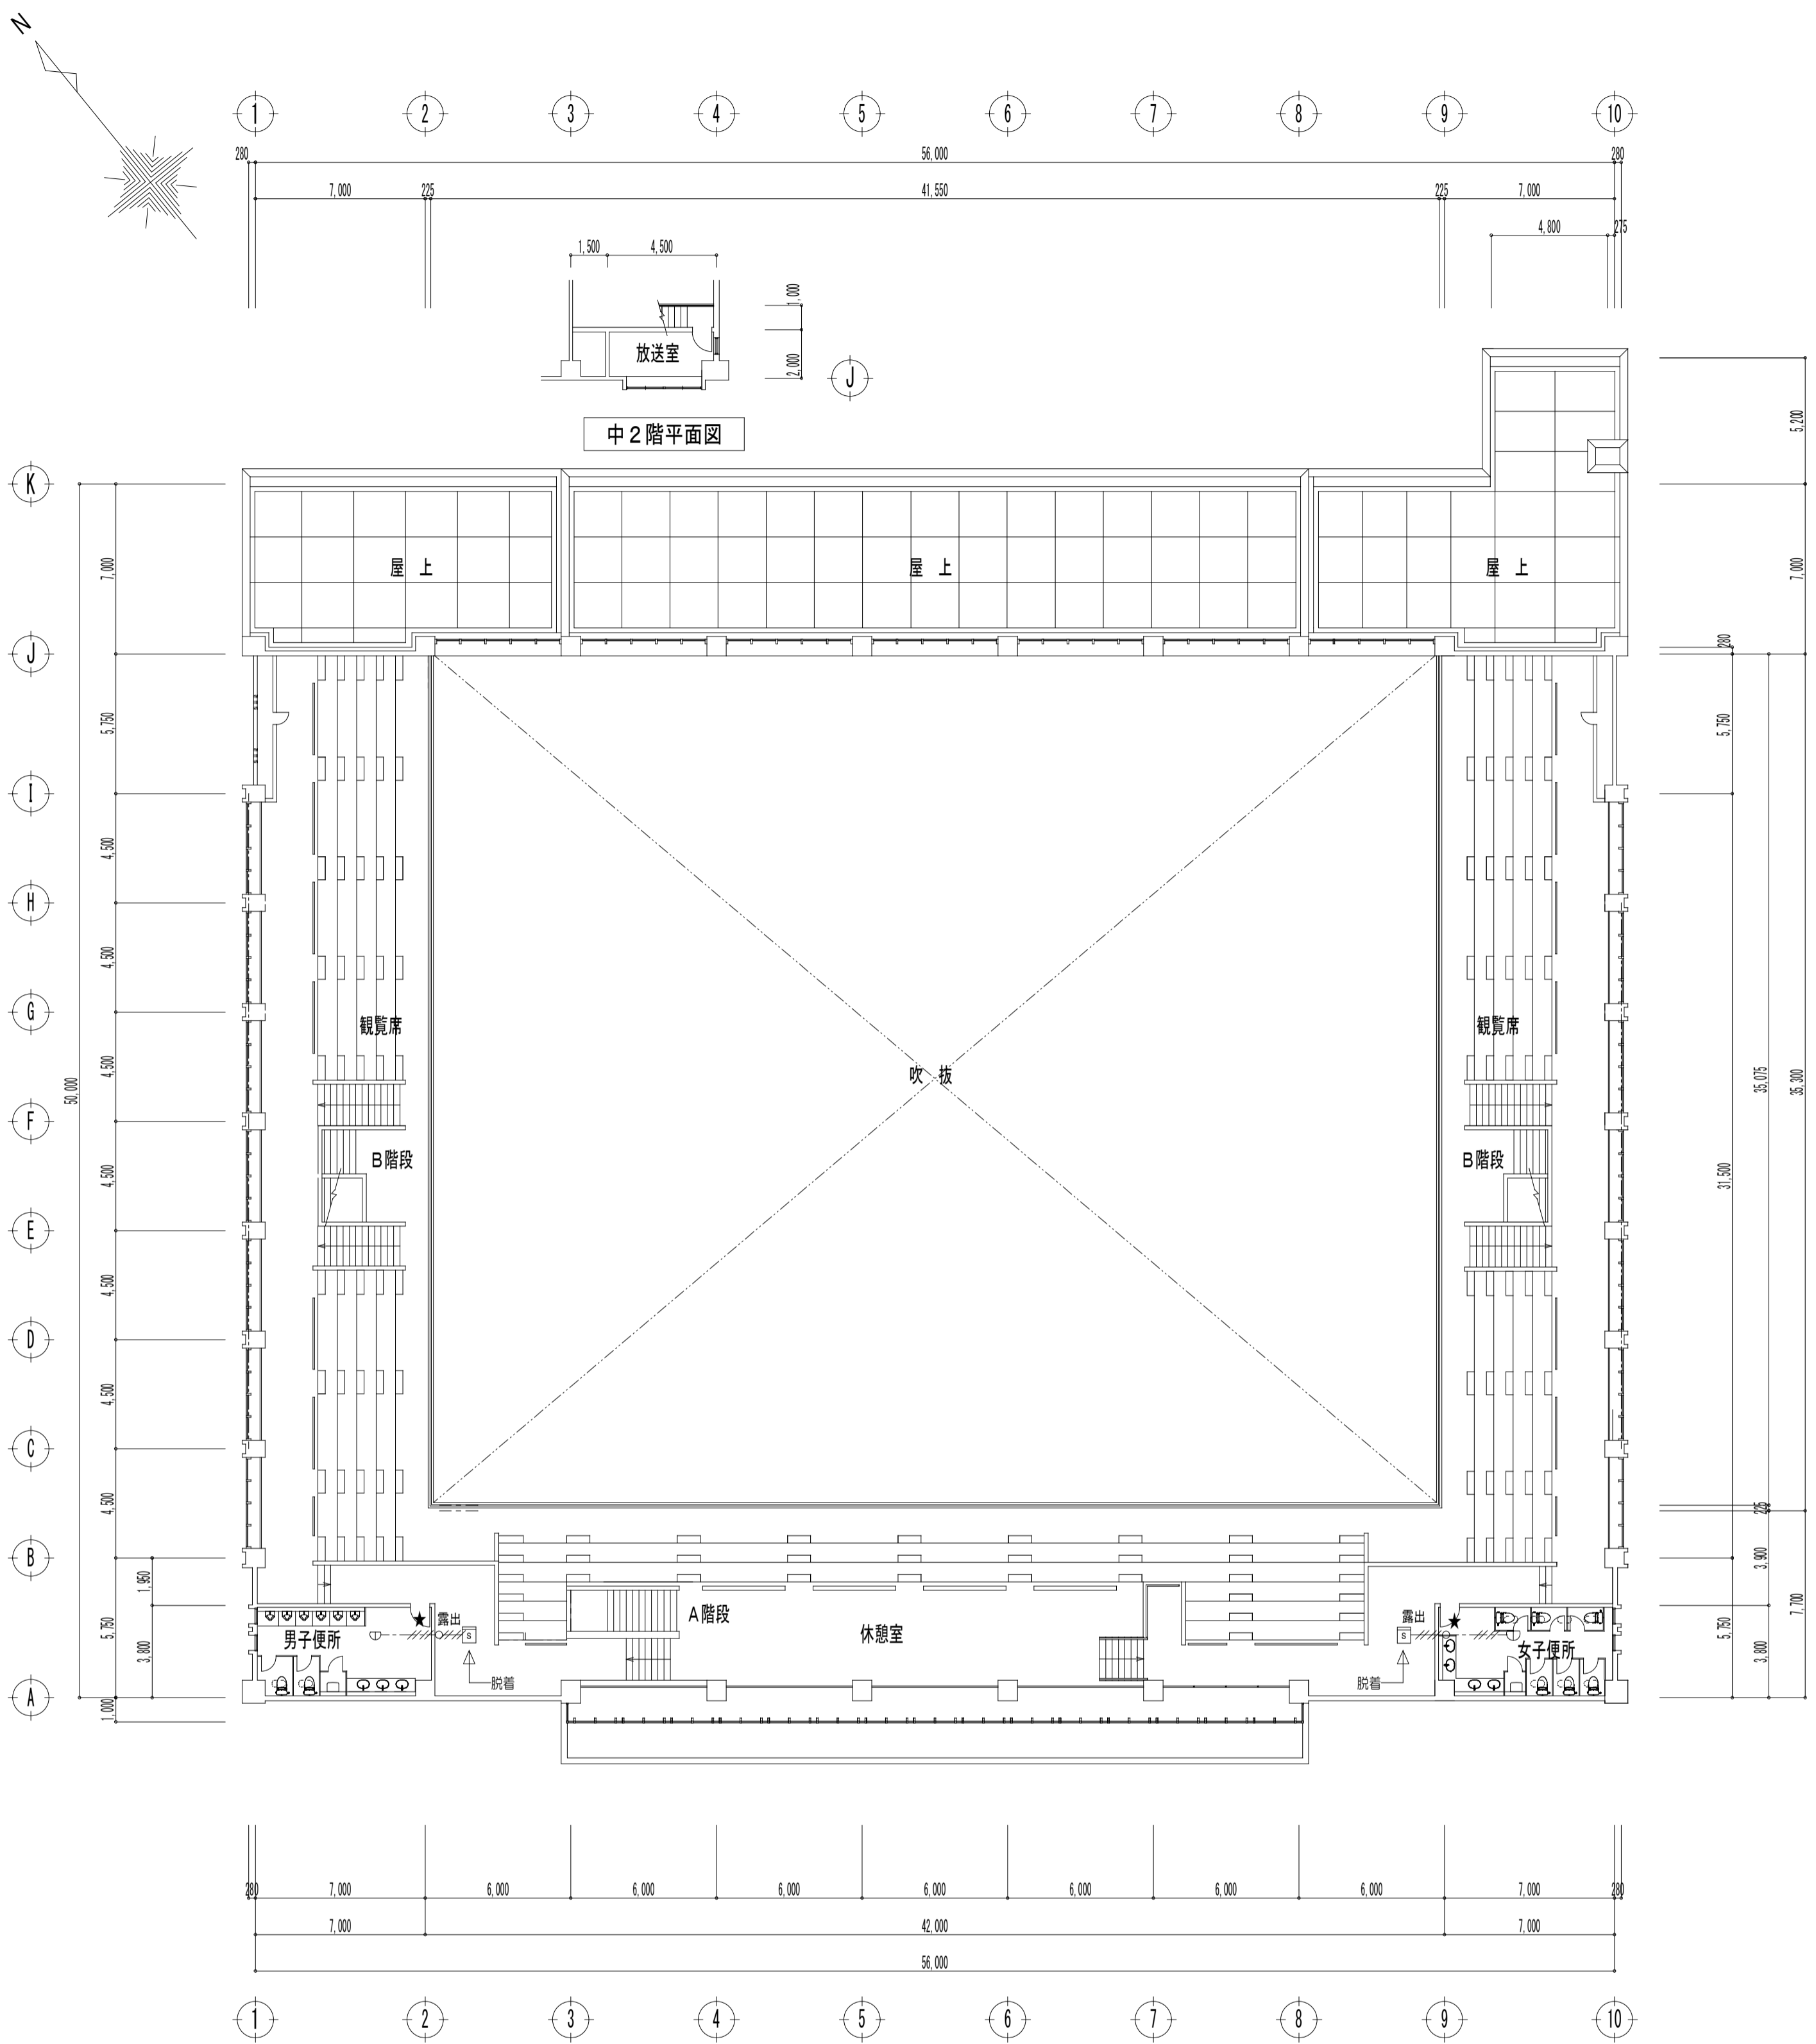 N
1 2 3 4 5 6 7 8 9 10
280 56,000 280
7,000 225 41,550 225 7,000
4,800 275
1,500 4,500
1,000
2,000
放送室
J
中2階平面図
5,200
K
7,000
屋 上
屋 上
屋 上
7,000
J
280
5,750
5,750
I
4,500
H
4,500
G
観覧席
観覧席
4,500
50,000
吹 抜
35,075
35,300
F
B階段
B階段
4,500
31,500
E
4,500
D
4,500
C
4,500
225
B
3,900
1,950
7,700
A階段
露出
露出
休憩室
男子便所
女子便所
S
S
5,750
3,800
5,750
3,800
脱着
脱着
A
1,000
280 7,000 6,000 6,000 6,000 6,000 6,000 6,000 6,000 7,000 280
7,000 42,000 7,000
56,000
1 2 3 4 5 6 7 8 9 10